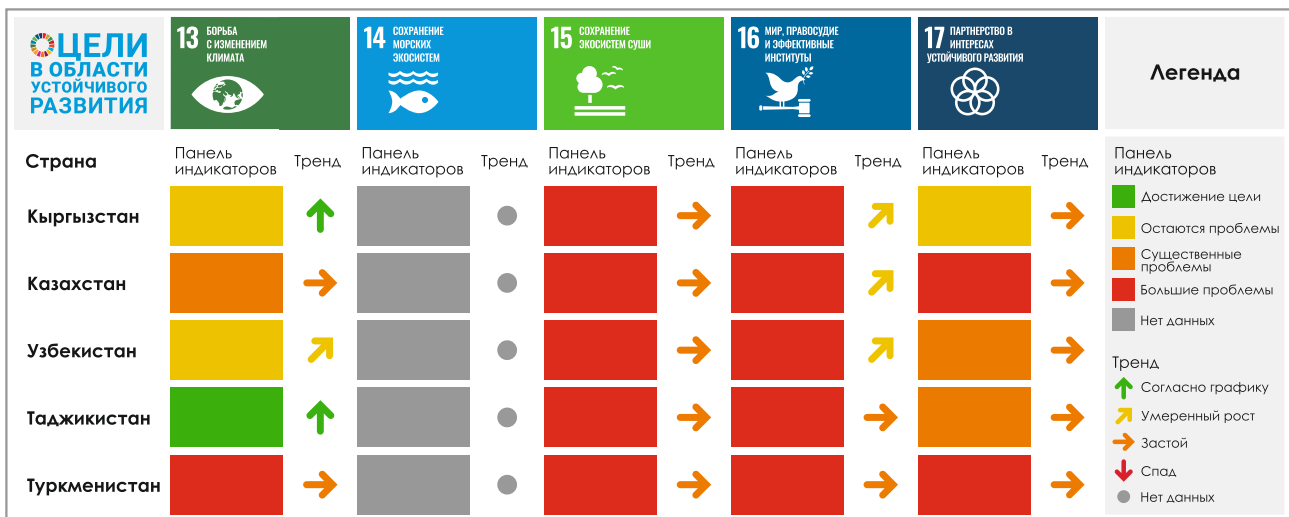 ЦЕЛИ
В ОБЛАСТИ
УСТОЙЧИВОГО
РАЗВИТИЯ
13 БОРЬБА
С ИЗМЕНЕНИЕМ
КЛИМАТА
14 СОХРАНЕНИЕ
МОРСКИХ
ЭКОСИСТЕМ
15 СОХРАНЕНИЕ
ЭКОСИСТЕМ СУШИ
16 МИР, ПРАВОСУДИЕ
И ЭФФЕКТИВНЫЕ
ИНСТИТУТЫ
17 ПАРТНЕРСТВО В
ИНТЕРЕСАХ
УСТОЙЧИВОГО РАЗВИТИЯ
Легенда
Страна
Панель
индикаторов
Тренд
Панель
индикаторов
Тренд
Панель
индикаторов
Тренд
Панель
индикаторов
Тренд
Панель
индикаторов
Тренд
Кыргызстан
Казахстан
Узбекистан
Таджикистан
Туркменистан
Панель
индикаторов
Достижение цели
Остаются проблемы
Существенные
проблемы
Большие проблемы
Нет данных
Тренд
Согласно графику
Умеренный рост
Застой
Спад
Нет данных